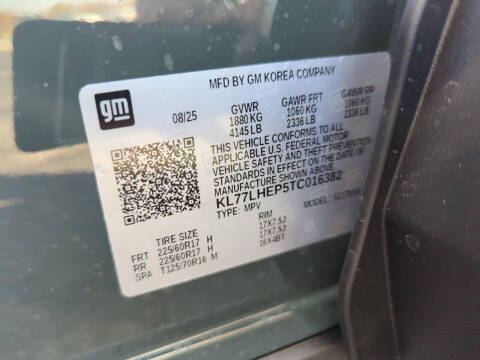 MFD BY GM KOREA COMPANY
gm
08/25
GVWR GAWR FRT GAWR RR
1880 KG 1060 KG 1060 KG
4145 LB 2336 LB 2336 LB
THIS VEHICLE CONFORMS TO ALL
APPLICABLE U.S. FEDERAL MOTOR
VEHICLE SAFETY AND THEFT PREVENTION
STANDARDS IN EFFECT ON THE DATE OF
MANUFACTURE SHOWN ABOVE.
KL77LHEP5TC016382
TYPE: MPV MODEL:
TIRE SIZE RIM
FRT 225/60R17 H 17X7.5J
RR 225/60R17 H 17X7.5J
SPA T125/70R16 M 16X4BT